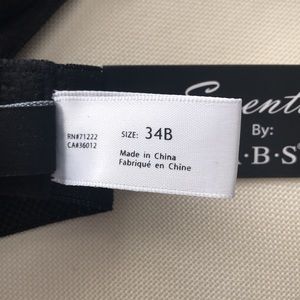 RN#71222
CA#36012
SIZE: 34B
Made in China
Fabriqué en Chine
By:
B·S